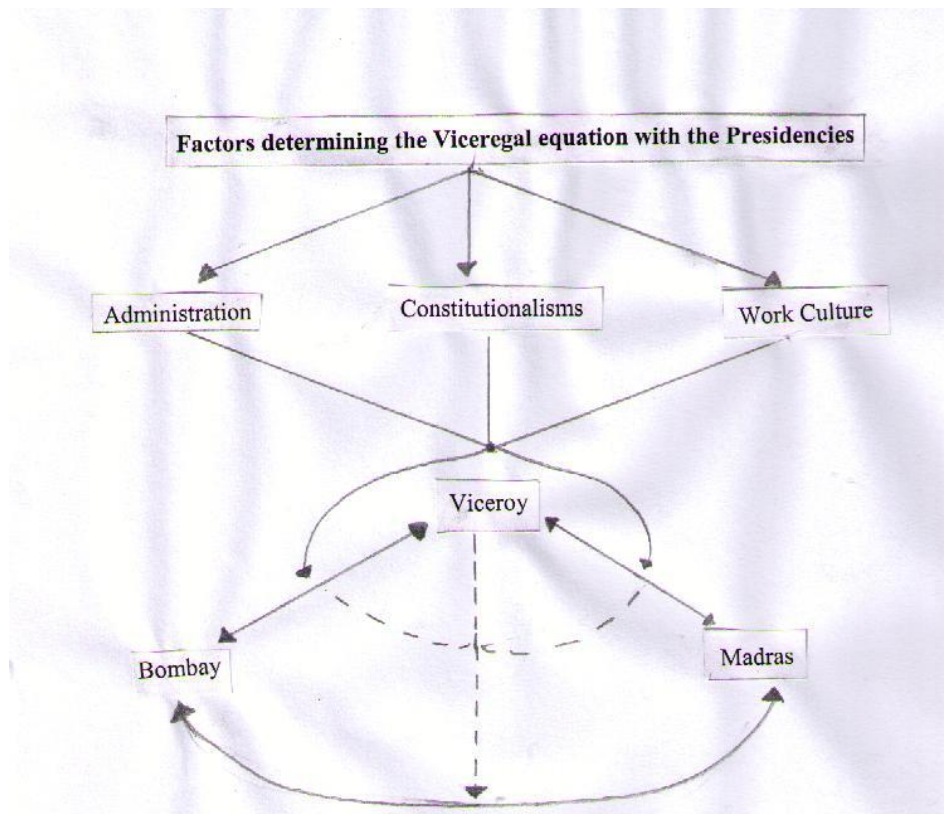 Factors determining the Viceregal equation with the Presidencies
Administration
Constitutionalisms
Work Culture
Viceroy
Bombay
Madras